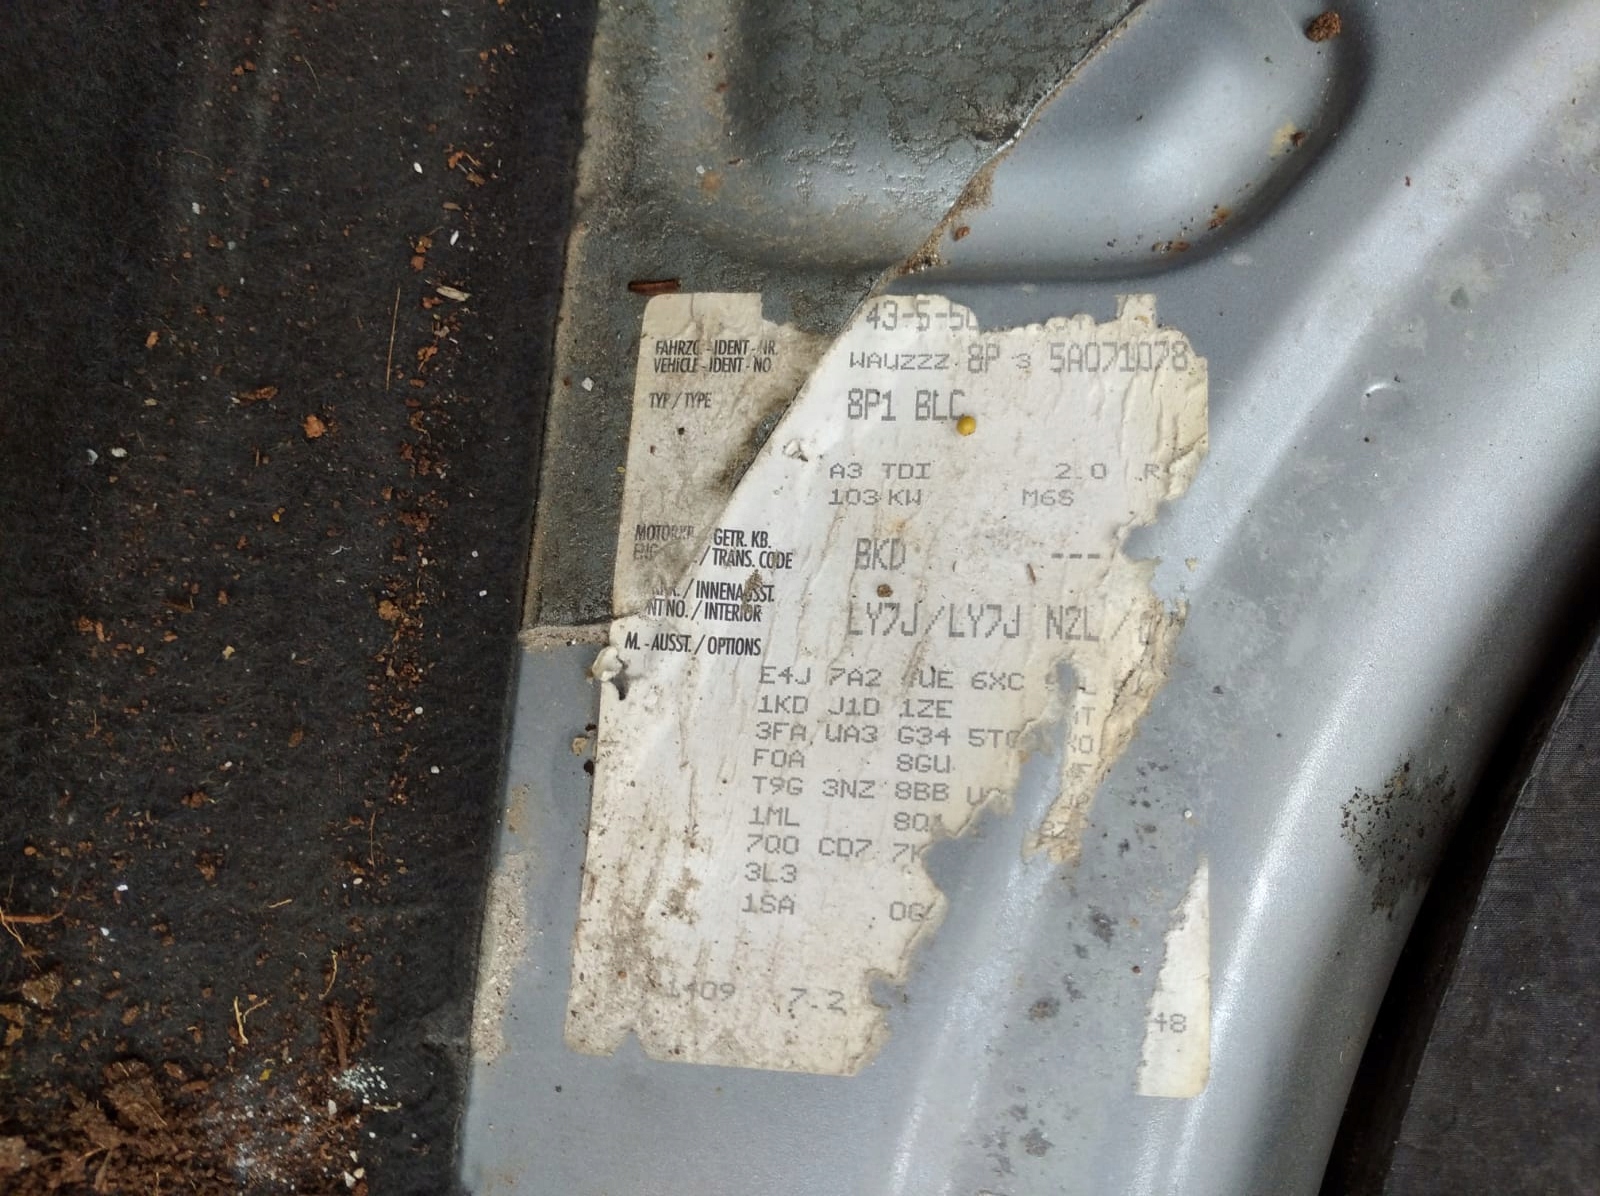 43-5-5
FAHRZG - IDENT - NR. WAUZZZ 8P 3 5A071078
VEHICLE - IDENT - NO
TYP / TYPE 8P1 BLC
A3 TDI 2.0 R
103 KW M6S
GETR. KB.
/ TRANS. CODE BKD ---
/ INNENAUSST.
NT NO. / INTERIOR LY7J/LY7J N2L /
M. - AUSST. / OPTIONS
E4J 7A2 4UE 6XC
1KD J1D 1ZE
3FA UA3 G34
F0A 8GU
T9G 3NZ 8BB
1ML
7Q0 CD7
3L3
1SA
1409 7.2
48